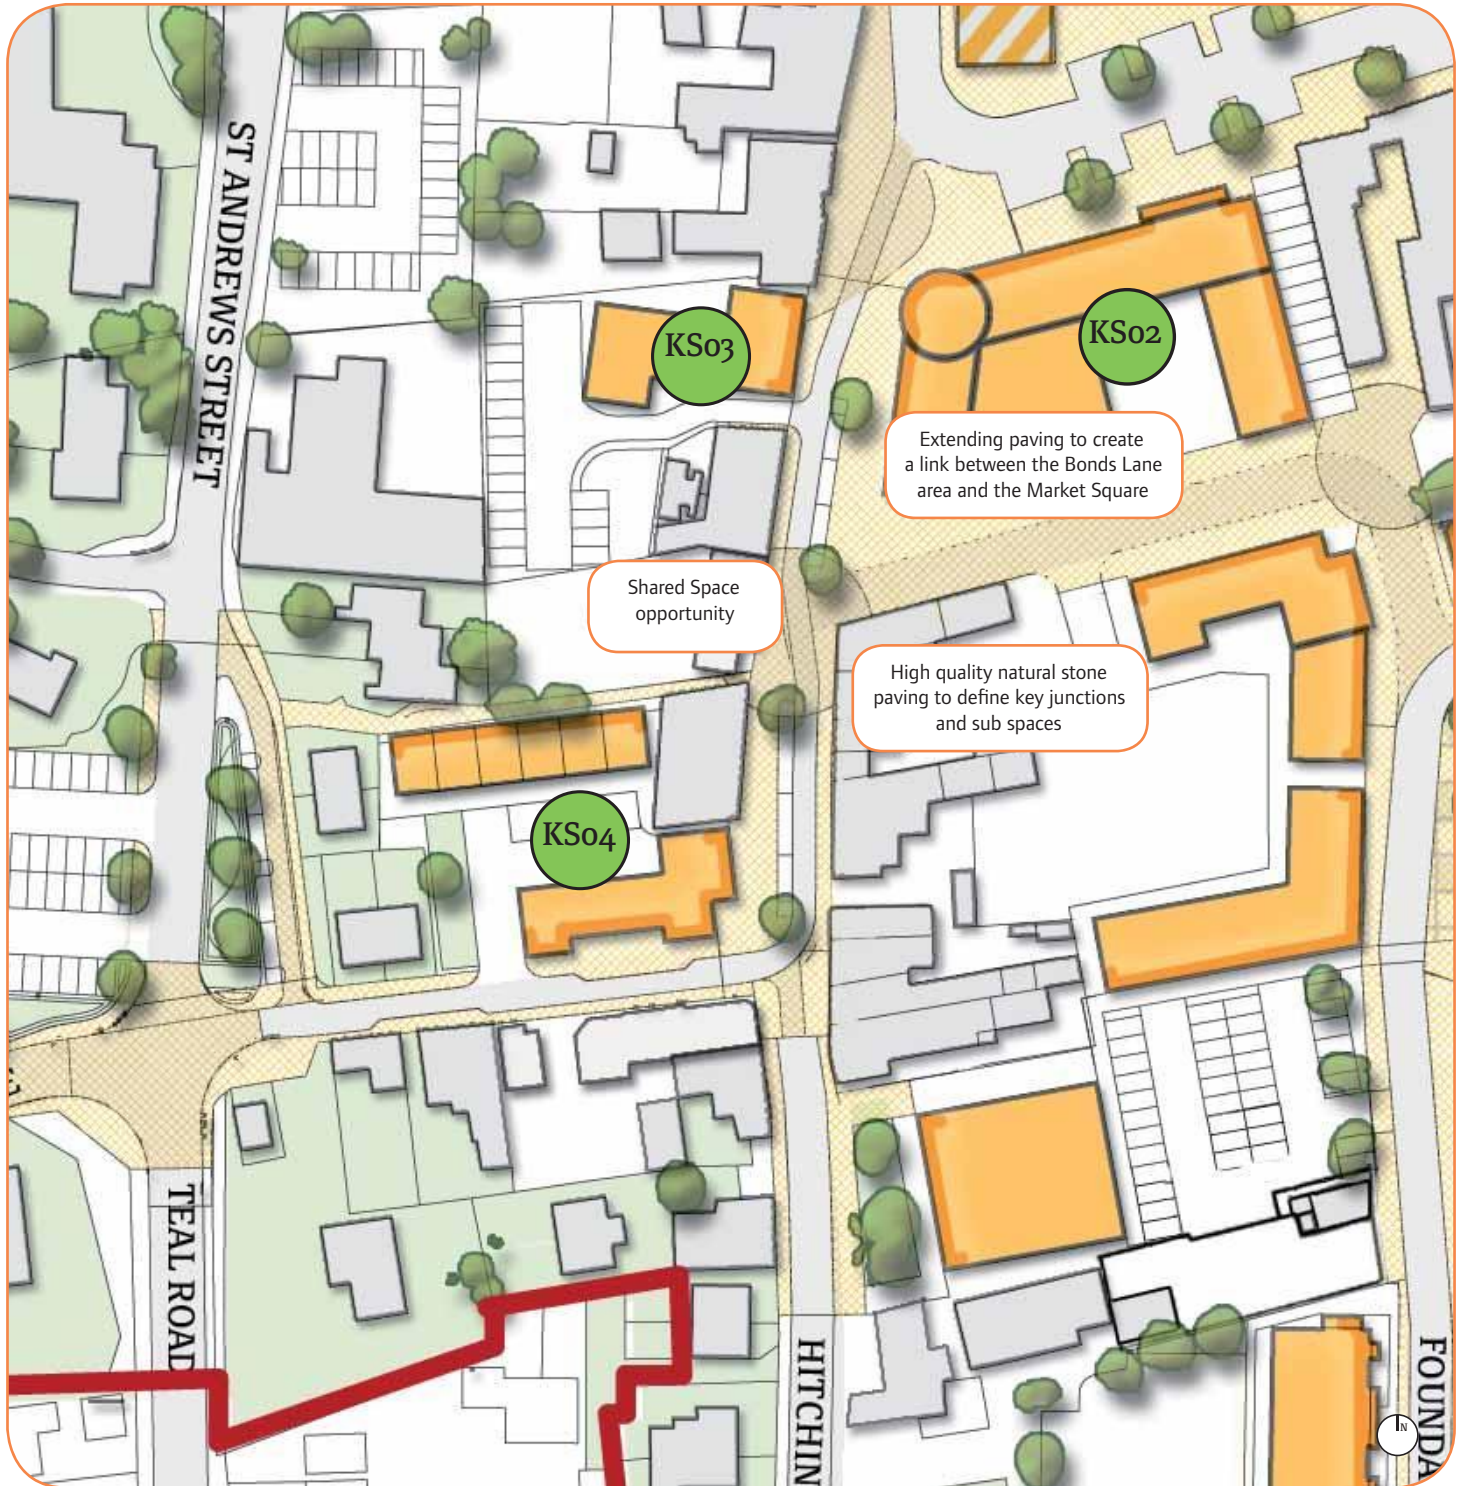 ST ANDREWS STREET
KS03
KS02
Extending paving to create
a link between the Bonds Lane
area and the Market Square
Shared Space
opportunity
High quality natural stone
paving to define key junctions
and sub spaces
KS04
TEAL ROAD
HITCHIN
FOUNDA
N